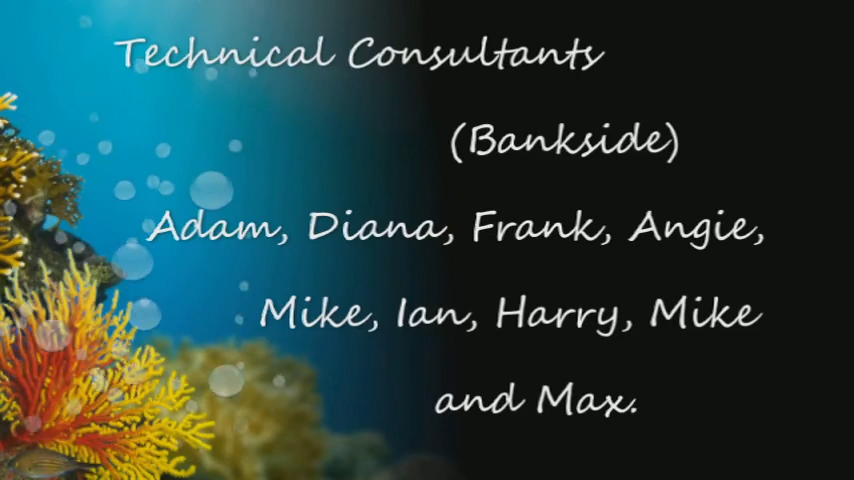 Technical Consultants
(Bankside)
Adam, Diana, Frank, Angie,
Mike, Ian, Harry, Mike
and Max.